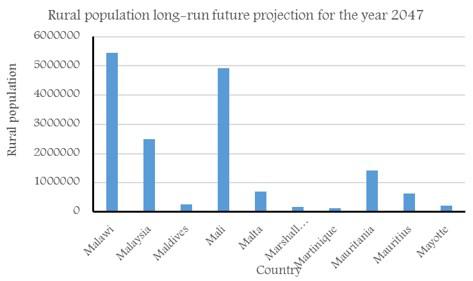 Rural population long-run future projection for the year 2047
Rural population
6000000
5000000
4000000
3000000
2000000
1000000
0
Malawi
Malaysia
Maldives
Mali
Malta
Marshall...
Martinique
Mauritania
Mauritius
Mayotte
Country